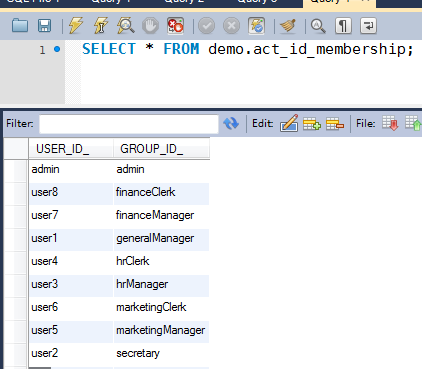 SELECT * FROM demo.act_id_membership;
1
Filter: Edit: File:
USER_ID_ GROUP_ID_
admin admin
user8 financeClerk
user7 financeManager
user1 generalManager
user4 hrClerk
user3 hrManager
user6 marketingClerk
user5 marketingManager
user2 secretary